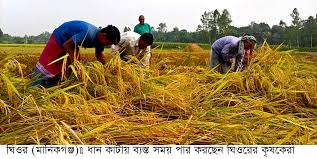 ঘিওর (মানিকগঞ্জ)ঃ ধান কাটায় ব্যস্ত সময় পার করছেন ঘিওরের কৃষকেরা